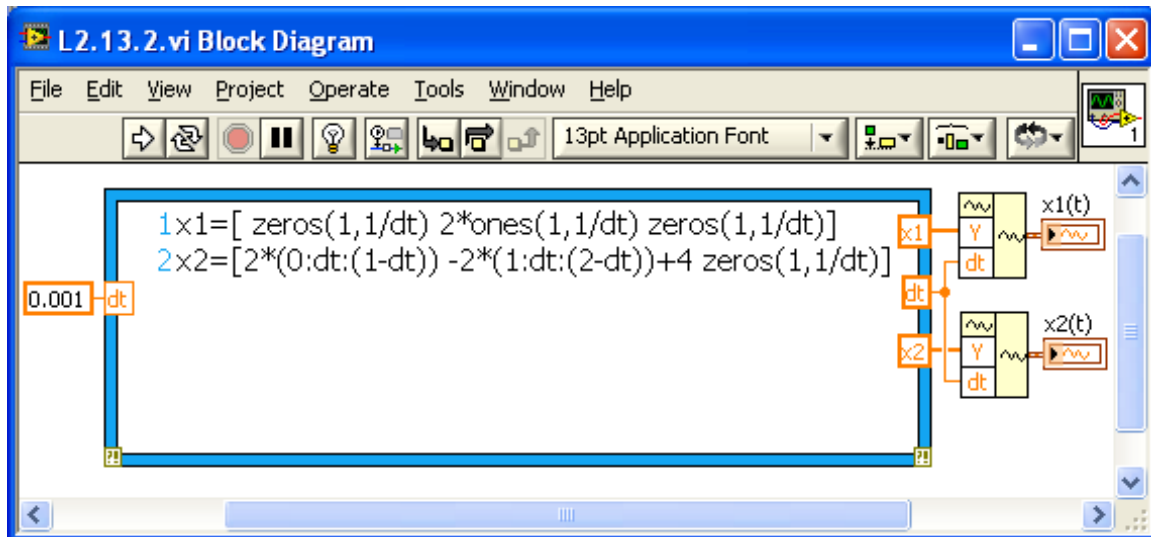 L2.13.2.vi Block Diagram
File Edit View Project Operate Tools Window Help
13pt Application Font
1
1x1=[ zeros(1,1/dt) 2*ones(1,1/dt) zeros(1,1/dt)]
2x2=[2*(0:dt:(1-dt)) -2*(1:dt:(2-dt))+4 zeros(1,1/dt)]
0.001 dt
x1
dt
x2
Y
dt
x1(t)
Y
dt
x2(t)